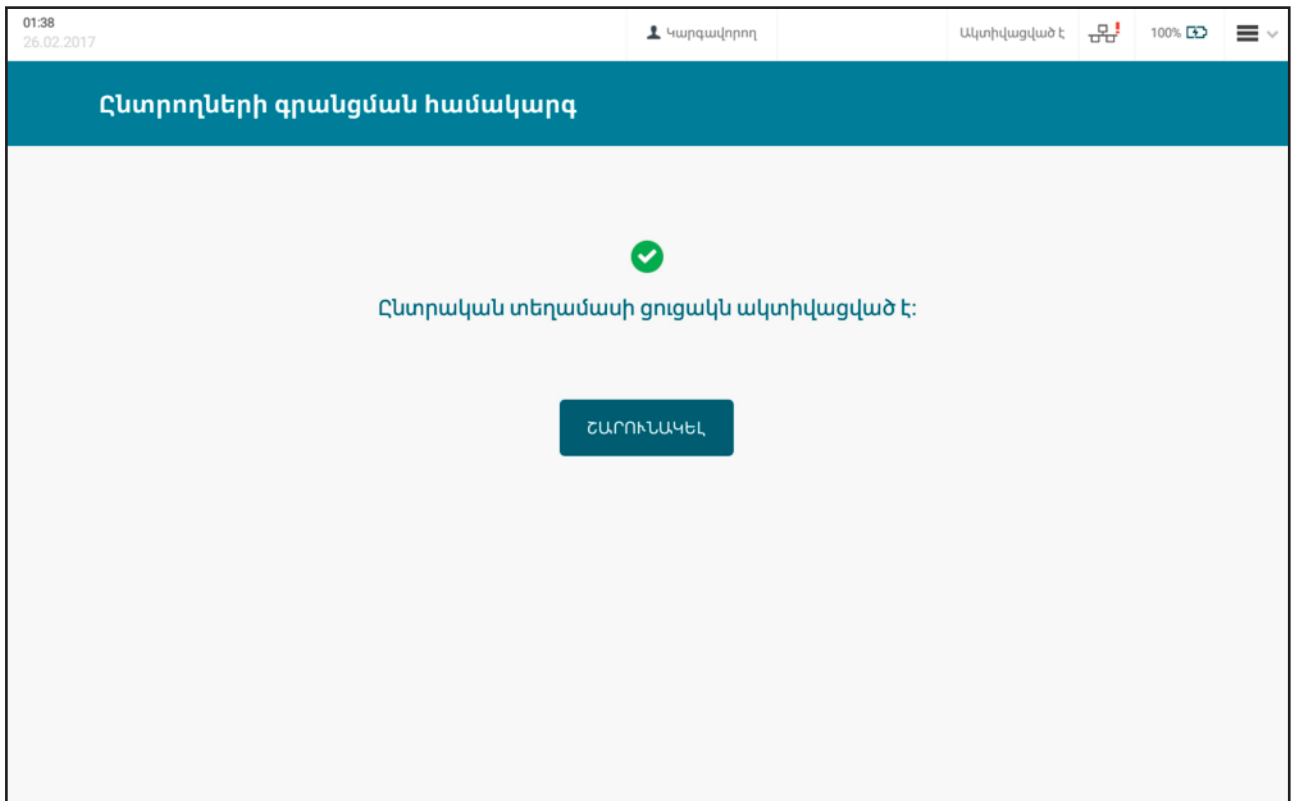 01:38
26.02.2017
Կարգավորող
Ակտիվացված է
100%
Ընտրողների գրանցման համակարգ
Ընտրական տեղամասի ցուցակն ակտիվացված է:
ՇԱՐՈՒՆԱԿԵԼ